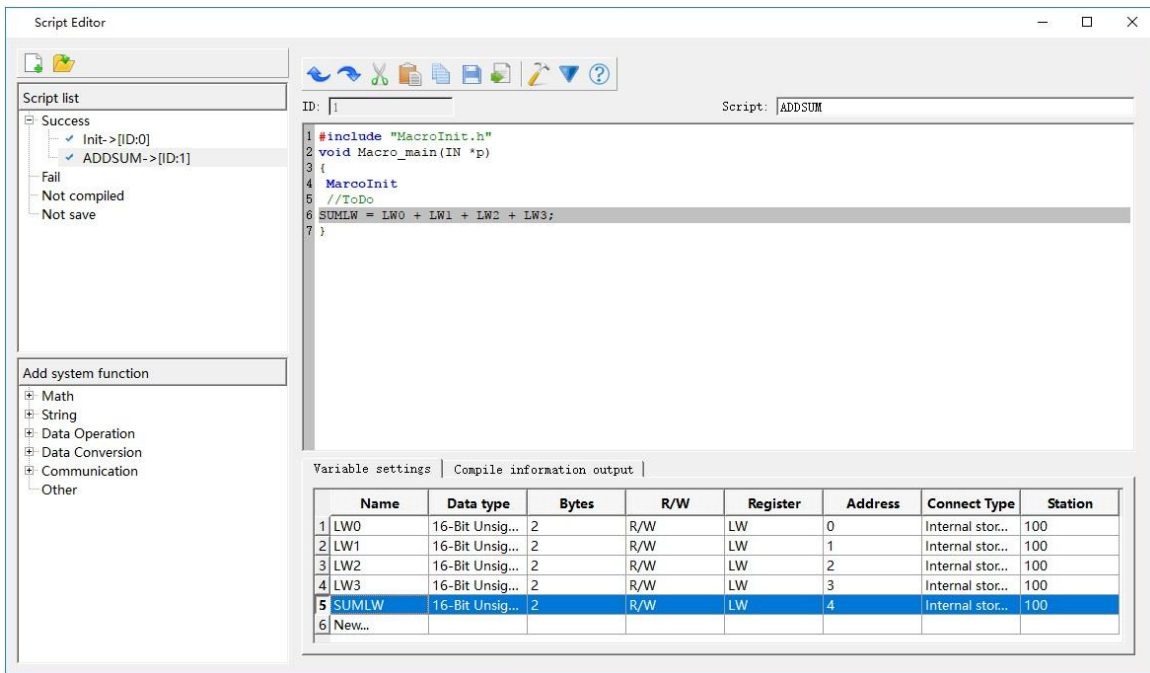 Script Editor
Script list
Success
Init->[ID:0]
ADDSUM->[ID:1]
Fail
Not compiled
Not save
Add system function
Math
String
Data Operation
Data Conversion
Communication
Other
ID: 1 Script: ADDSUM
1 #include "MacroInit.h"
2 void Macro_main(IN *p)
3 {
4 MarcoInit
5 //ToDo
6 SUMLW = LW0 + LW1 + LW2 + LW3;
7 }
Variable settings Compile information output
Name Data type Bytes R/W Register Address Connect Type Station
1 LW0 16-Bit Unsig... 2 R/W LW 0 Internal stor... 100
2 LW1 16-Bit Unsig... 2 R/W LW 1 Internal stor... 100
3 LW2 16-Bit Unsig... 2 R/W LW 2 Internal stor... 100
4 LW3 16-Bit Unsig... 2 R/W LW 3 Internal stor... 100
5 SUMLW 16-Bit Unsig... 2 R/W LW 4 Internal stor... 100
6 New...